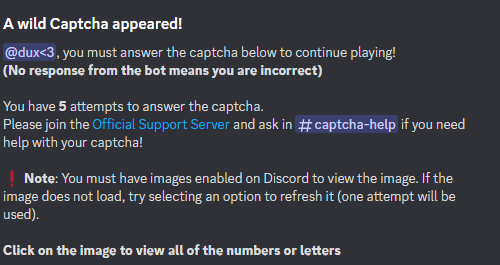 A wild Captcha appeared!
@dux<3, you must answer the captcha below to continue playing!
(No response from the bot means you are incorrect)
You have 5 attempts to answer the captcha.
Please join the Official Support Server and ask in #captcha-help if you need
help with your captcha!
❗ Note: You must have images enabled on Discord to view the image. If the
image does not load, try selecting an option to refresh it (one attempt will be
used).
Click on the image to view all of the numbers or letters